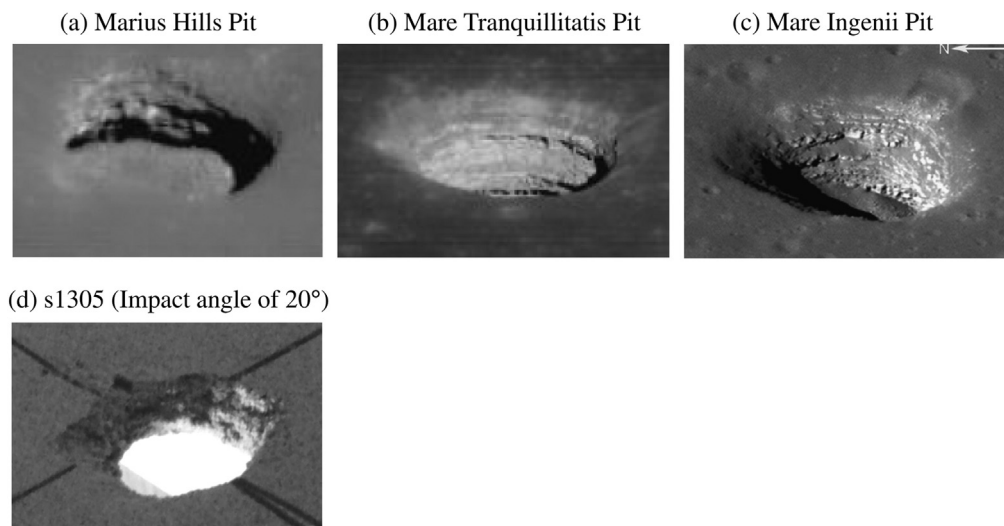 (a) Marius Hills Pit
(b) Mare Tranquillitatis Pit
(c) Mare Ingenii Pit
N
(d) s1305 (Impact angle of 20°)